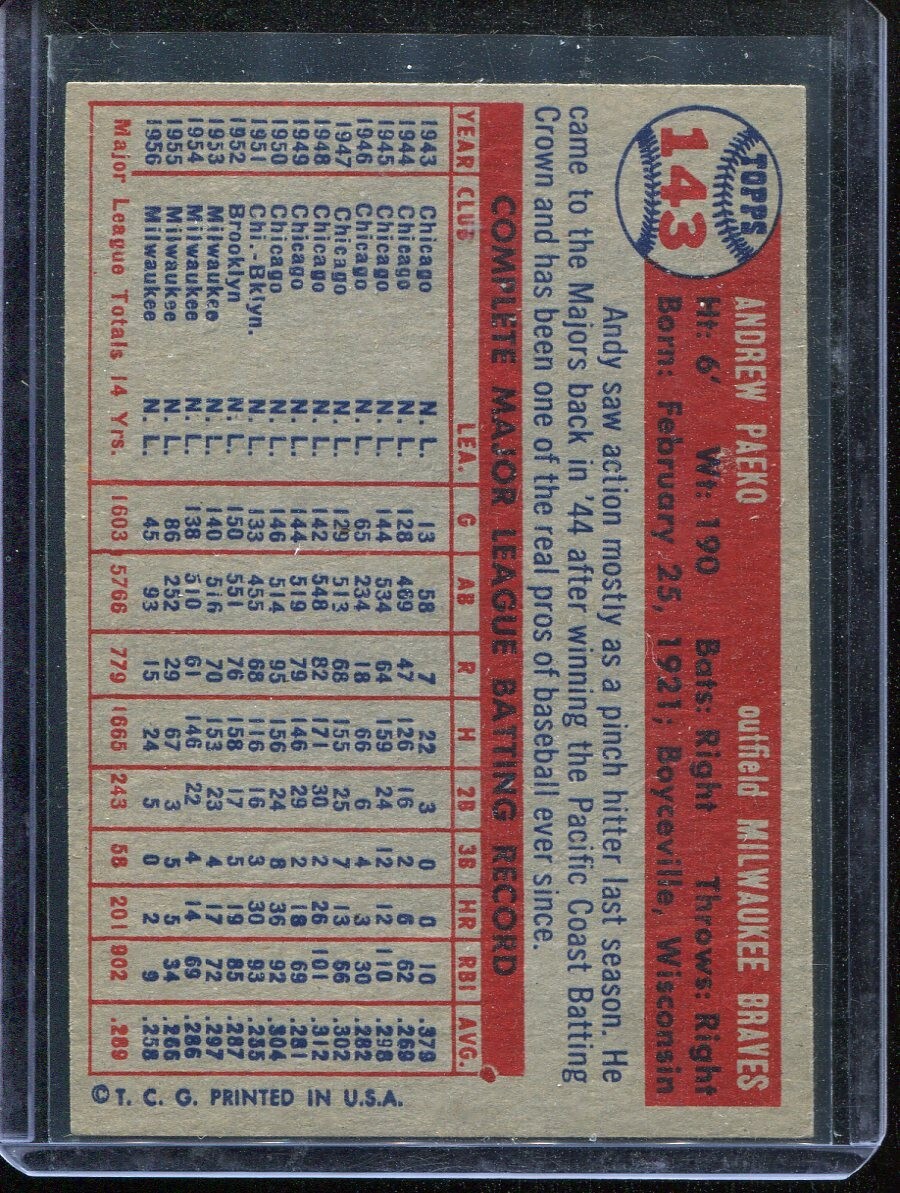 TOPPS
143
ANDREW PAFKO outfield MILWAUKEE BRAVES
Ht: 6' Wt: 190 Bats: Right Throws: Right
Born: February 25, 1921; Boyceville, Wisconsin
Andy saw action mostly as a pinch hitter last season. He
came to the Majors back in '44 after winning the Pacific Coast Batting
Crown and has been one of the real pros of baseball ever since.
COMPLETE MAJOR LEAGUE BATTING RECORD
YEAR CLUB LEA. G AB R H 2B 3B HR RBI AVG.
1943 Chicago N. L. 13 58 7 22 3 0 0 10 .379
1944 Chicago N. L. 128 469 47 126 16 2 6 62 .269
1945 Chicago N. L. 144 534 64 159 24 12 12 110 .298
1946 Chicago N. L. 65 234 18 66 6 4 3 30 .282
1947 Chicago N. L. 129 513 68 155 25 7 13 66 .302
1948 Chicago N. L. 142 548 82 171 30 2 26 101 .312
1949 Chicago N. L. 144 519 79 146 29 2 18 69 .281
1950 Chicago N. L. 146 514 95 156 24 8 36 92 .304
1951 Chi.-Bklyn. N. L. 133 455 68 116 16 3 30 93 .255
1952 Brooklyn N. L. 150 551 76 158 17 5 19 85 .287
1953 Milwaukee N. L. 140 516 70 153 23 4 17 72 .297
1954 Milwaukee N. L. 138 510 61 146 22 4 14 69 .286
1955 Milwaukee N. L. 86 252 29 67 3 5 5 34 .266
1956 Milwaukee N. L. 45 93 15 24 5 0 2 9 .258
Major League Totals 14 Yrs. 1603 5766 779 1665 243 58 201 902 .289
© T. C. G. PRINTED IN U.S.A.